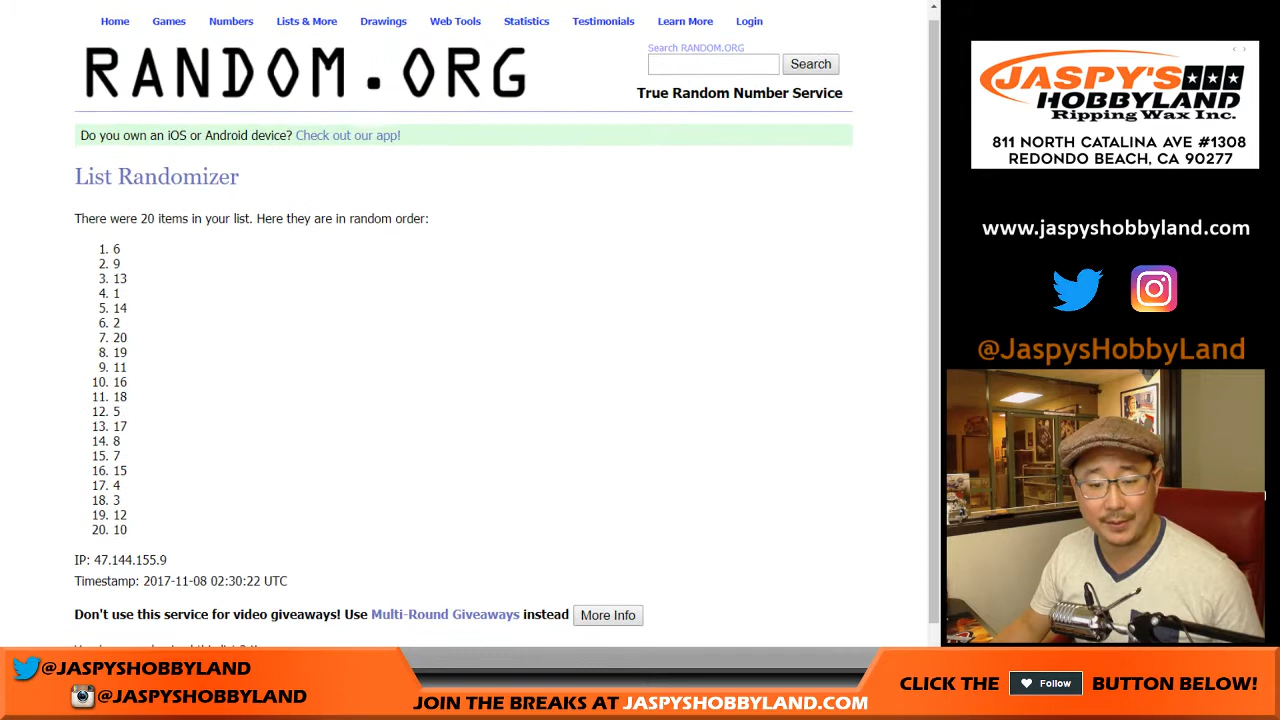 Home Games Numbers Lists & More Drawings Web Tools Statistics Testimonials Learn More Login
RANDOM.ORG
Search RANDOM.ORG
Search
True Random Number Service
Do you own an iOS or Android device? Check out our app!
List Randomizer
There were 20 items in your list. Here they are in random order:
1. 6
2. 9
3. 13
4. 1
5. 14
6. 2
7. 20
8. 19
9. 11
10. 16
11. 18
12. 5
13. 17
14. 8
15. 7
16. 15
17. 4
18. 3
19. 12
20. 10
IP: 47.144.155.9
Timestamp: 2017-11-08 02:30:22 UTC
Don't use this service for video giveaways! Use Multi-Round Giveaways instead More Info
JASPY'S
HOBBYLAND
Ripping Wax Inc.
811 NORTH CATALINA AVE #1308
REDONDO BEACH, CA 90277
www.jaspyshobbyland.com
@JaspysHobbyLand
@JASPYSHOBBYLAND
@JASPYSHOBBYLAND
JOIN THE BREAKS AT JASPYSHOBBYLAND.COM
CLICK THE Follow BUTTON BELOW!